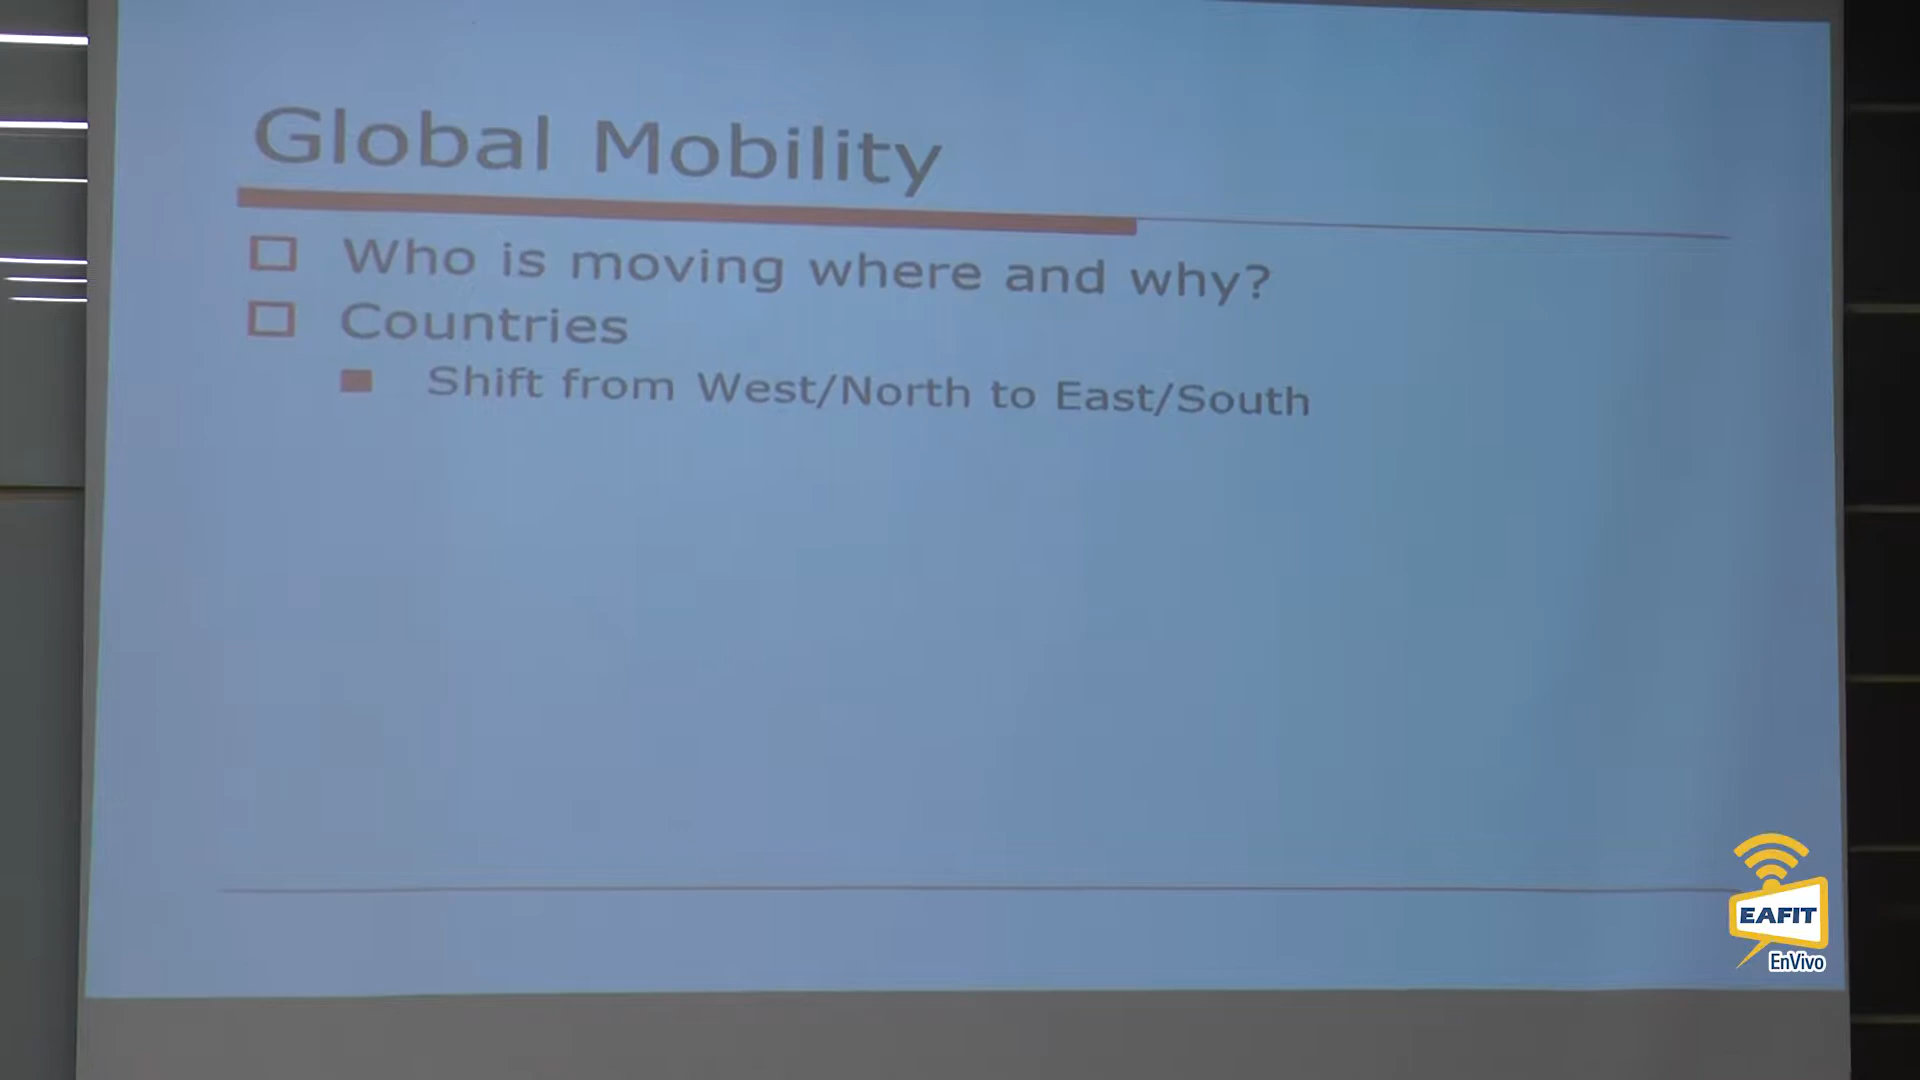 Global Mobility
Who is moving where and why?
Countries
Shift from West/North to East/South
EAFIT
EnVivo